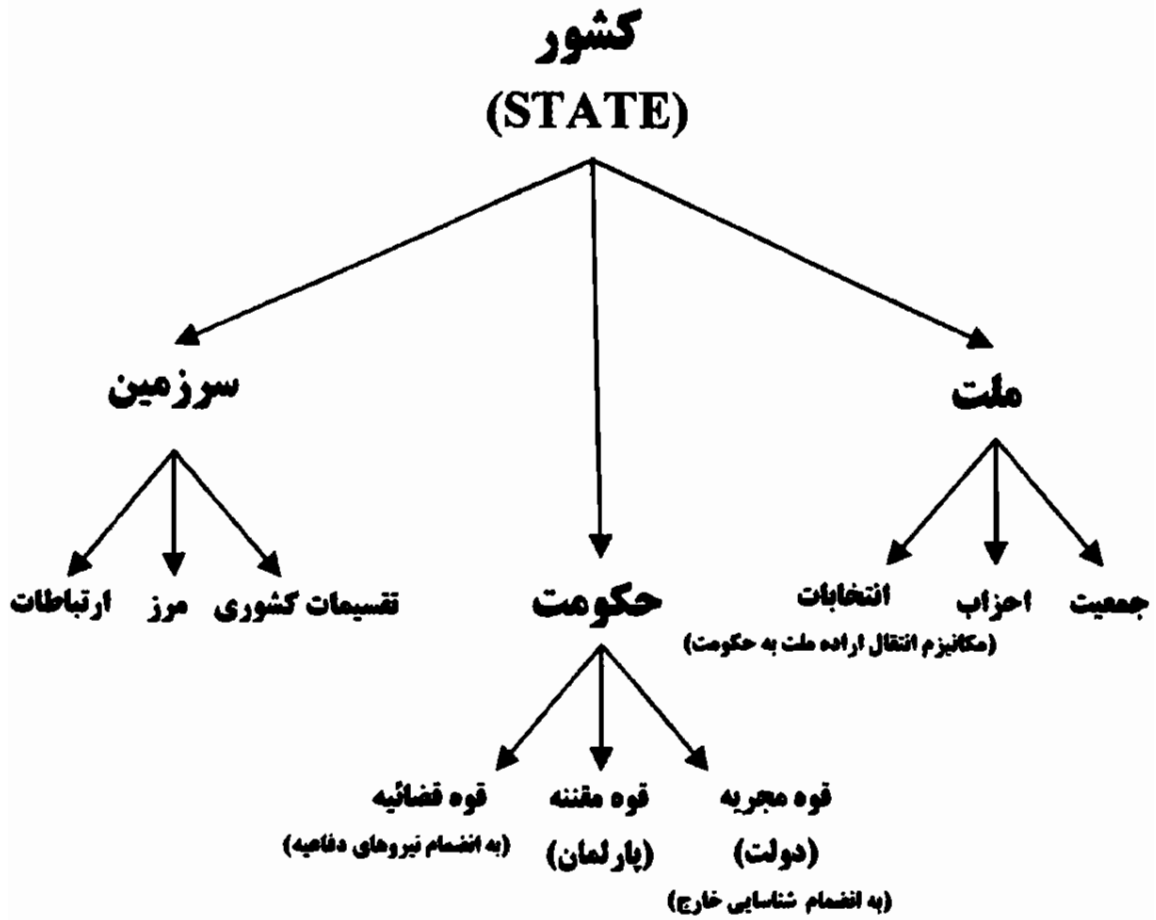 کشور
(STATE)
ملت
سرزمین
جمعیت
احزاب
انتخابات
(مکانیزم انتقال اراده ملت به حکومت)
حکومت
تقسیمات کشوری
مرز
ارتباطات
قوه مجریه
(دولت)
(به انضمام شناسایی خارج)
قوه مقننه
(پارلمان)
قوه قضائیه
(به انضمام نیروهای دفاعیه)